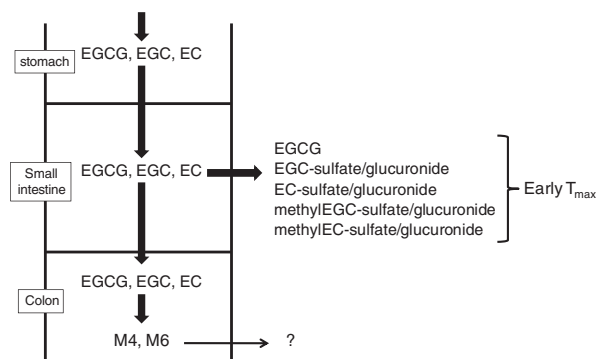 stomach
EGCG, EGC, EC
Small
intestine
EGCG, EGC, EC
EGCG
EGC-sulfate/glucuronide
EC-sulfate/glucuronide
methylEGC-sulfate/glucuronide
methylEC-sulfate/glucuronide
Early Tmax
Colon
EGCG, EGC, EC
M4, M6
?